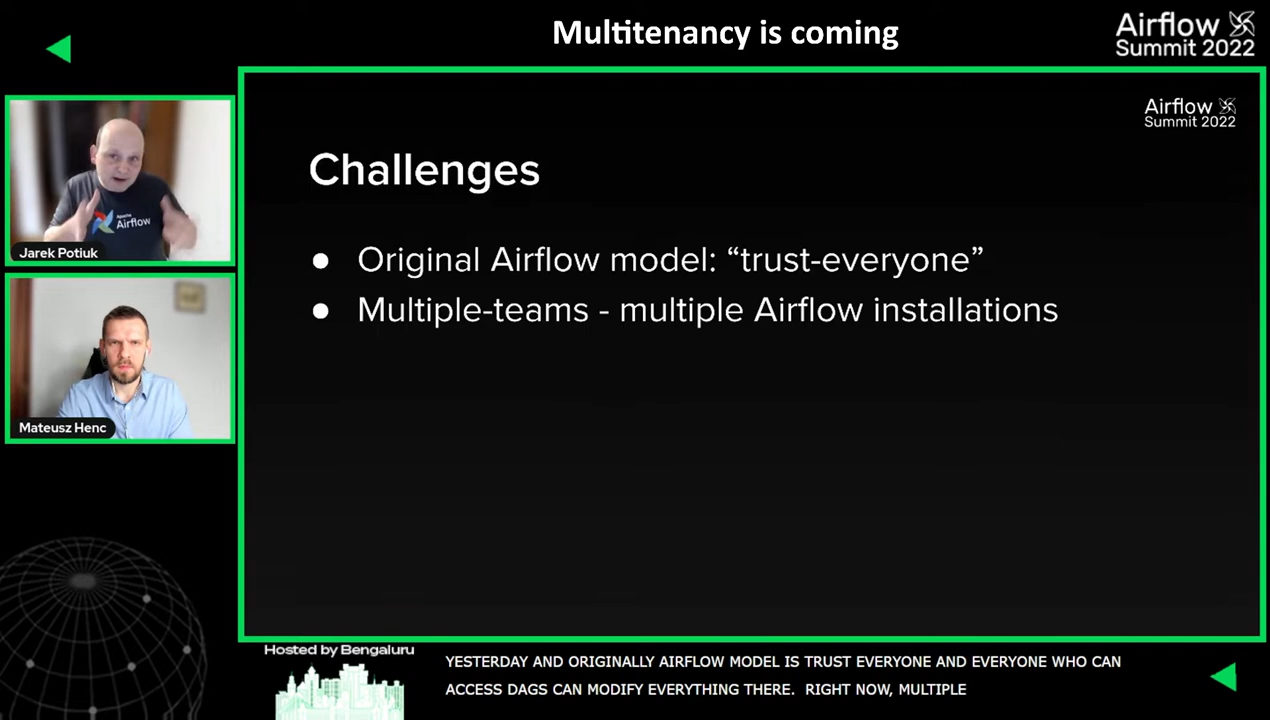 Multitenancy is coming
Airflow
Summit 2022
Airflow
Summit 2022
Challenges
● Original Airflow model: “trust-everyone”
● Multiple-teams - multiple Airflow installations
Apache
Airflow
Jarek Potiuk
Mateusz Henc
Hosted by Bengaluru
YESTERDAY AND ORIGINALLY AIRFLOW MODEL IS TRUST EVERYONE AND EVERYONE WHO CAN
ACCESS DAGS CAN MODIFY EVERYTHING THERE. RIGHT NOW, MULTIPLE